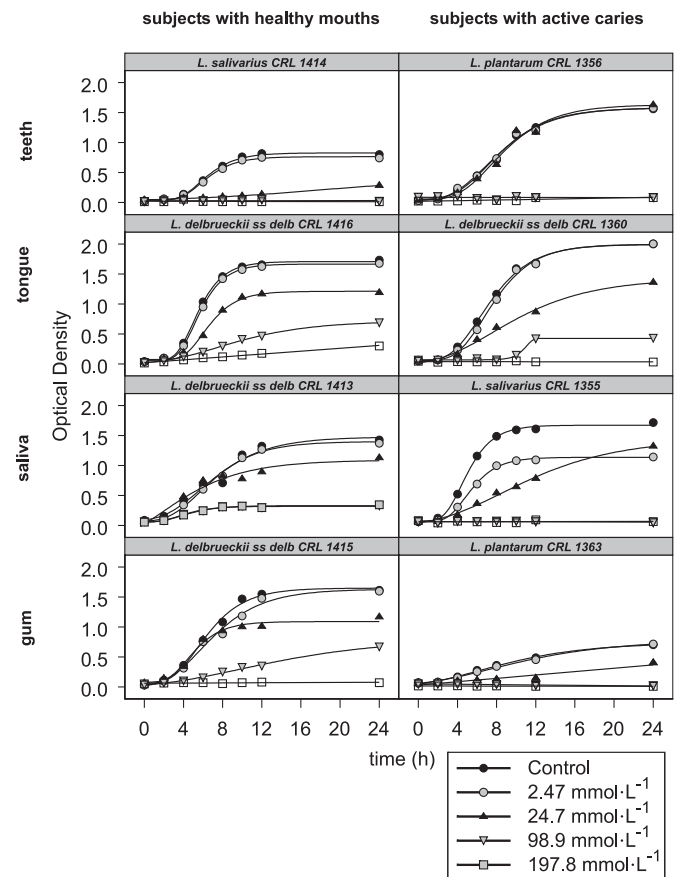 subjects with healthy mouths
subjects with active caries
L. salivarius CRL 1414
L. plantarum CRL 1356
teeth
2.0
1.5
1.0
0.5
0.0
L. delbrueckii ss delb CRL 1416
L. delbrueckii ss delb CRL 1360
tongue
2.0
1.5
1.0
0.5
0.0
Optical Density
L. delbrueckii ss delb CRL 1413
L. salivarius CRL 1355
saliva
2.0
1.5
1.0
0.5
0.0
L. delbrueckii ss delb CRL 1415
L. plantarum CRL 1363
gum
2.0
1.5
1.0
0.5
0.0
0 4 8 12 16 20 24 0 4 8 12 16 20 24
time (h)
Control
2.47 mmol·L-1
24.7 mmol·L-1
98.9 mmol·L-1
197.8 mmol·L-1